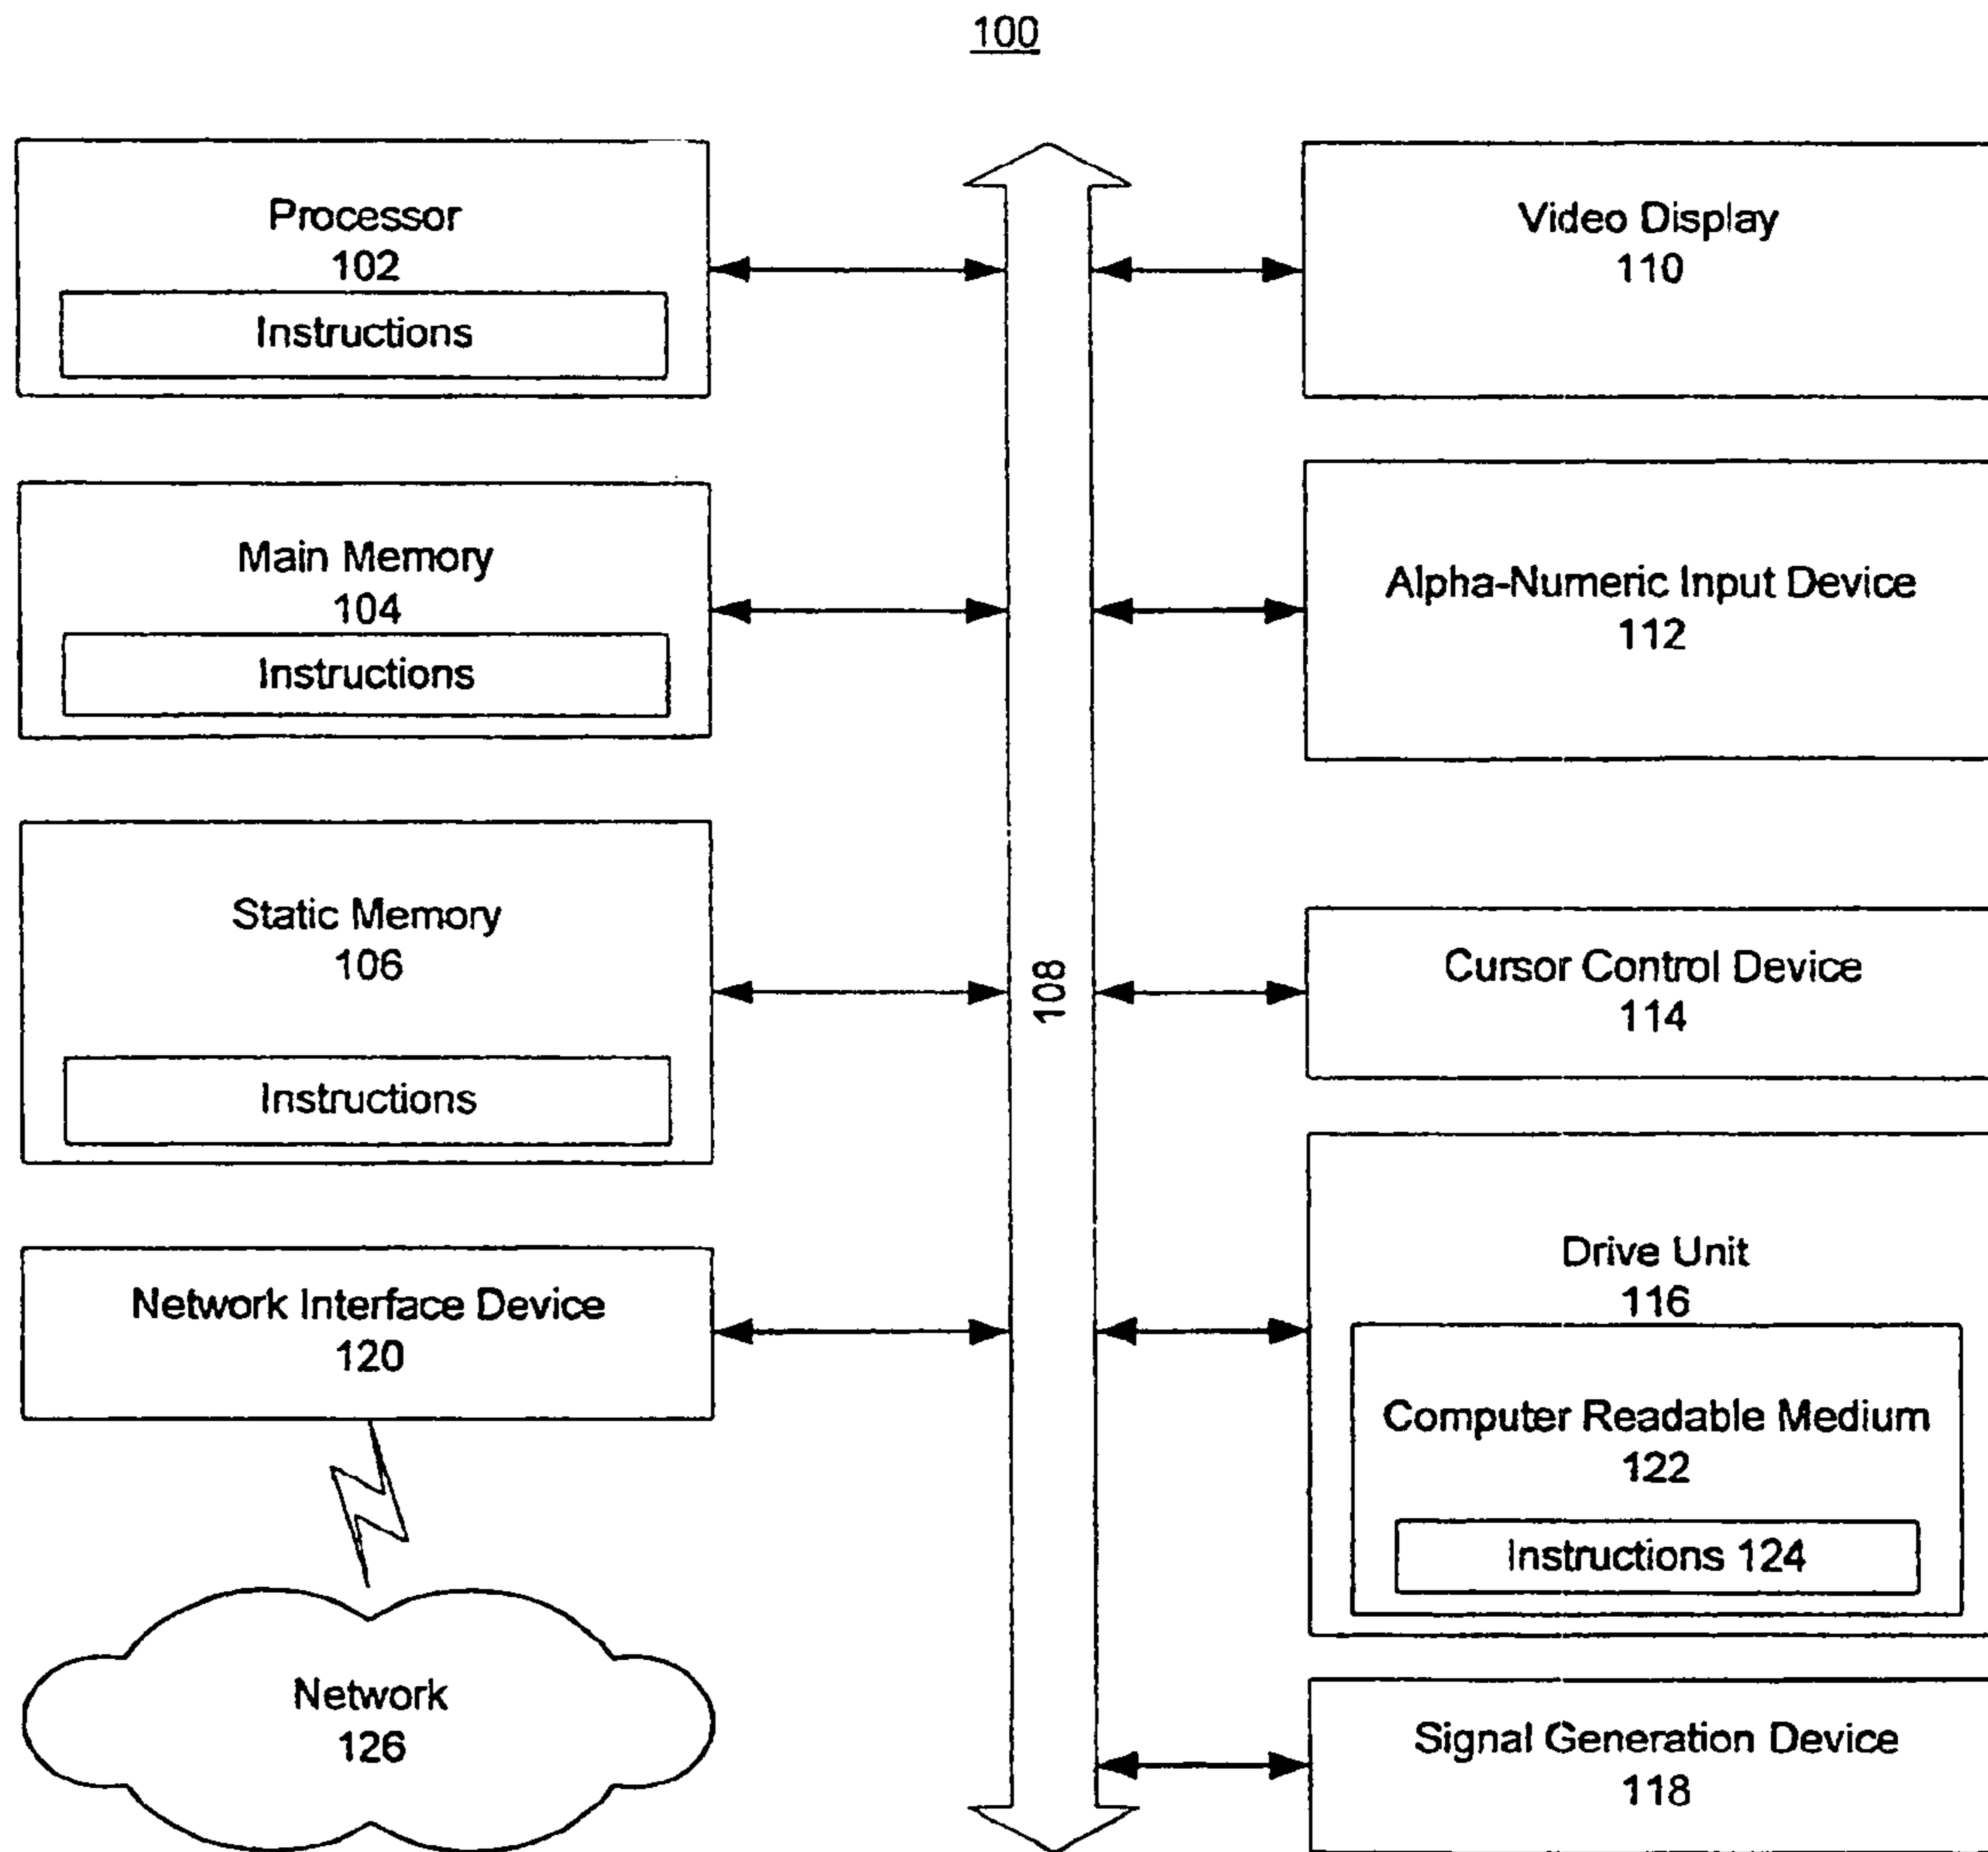 100
Processor
102
Instructions
Main Memory
104
Instructions
Static Memory
106
Instructions
Network Interface Device
120
Network
126
108
Video Display
110
Alpha-Numeric Input Device
112
Cursor Control Device
114
Drive Unit
116
Computer Readable Medium
122
Instructions 124
Signal Generation Device
118